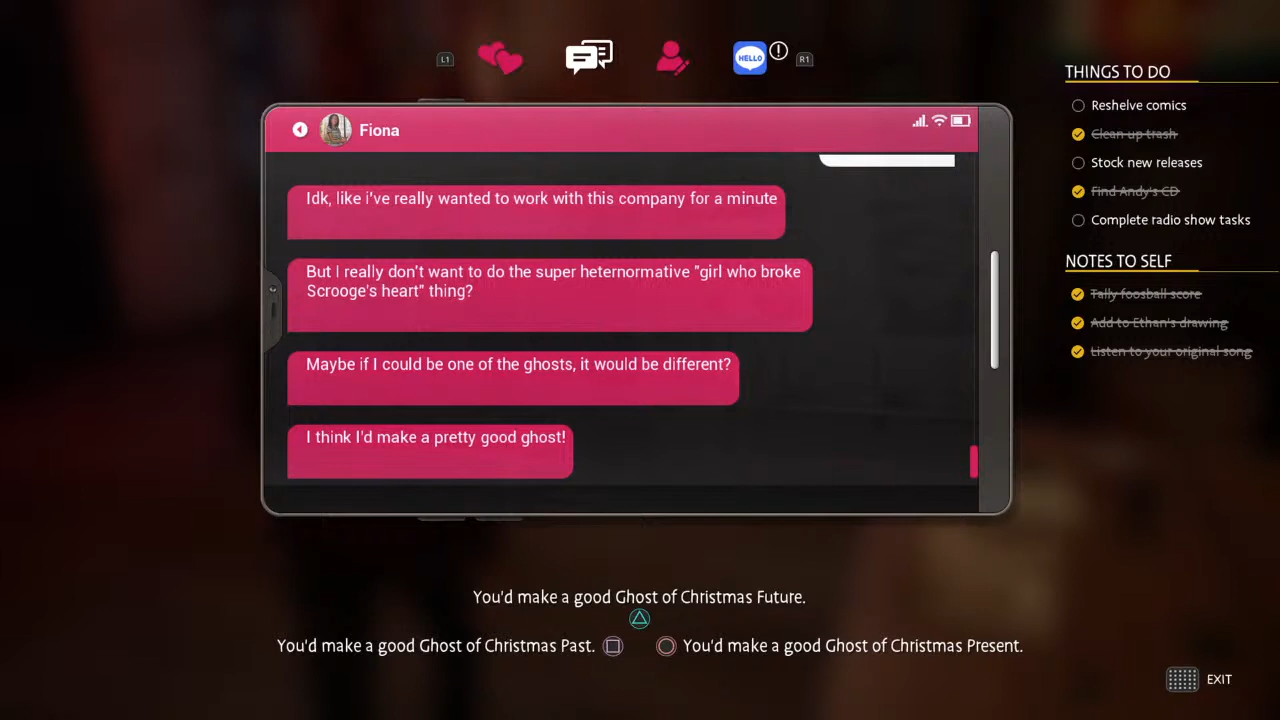 L1
HELLO
R1
THINGS TO DO
Reshelve comics
Clean up trash
Stock new releases
Find Andy's CD
Complete radio show tasks
NOTES TO SELF
Tally foosball score
Add to Ethan's drawing
Listen to your original song
Fiona
Idk, like i've really wanted to work with this company for a minute
But I really don't want to do the super heternormative "girl who broke
Scrooge's heart" thing?
Maybe if I could be one of the ghosts, it would be different?
I think I'd make a pretty good ghost!
You'd make a good Ghost of Christmas Future.
You'd make a good Ghost of Christmas Past.
You'd make a good Ghost of Christmas Present.
EXIT